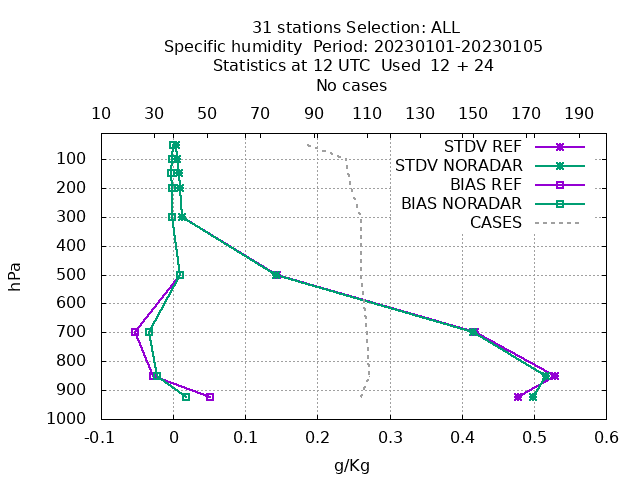 31 stations Selection: ALL
Specific humidity  Period: 20230101-20230105
Statistics at 12 UTC  Used  12 + 24
No cases
10 30 50 70 90 110 130 150 170 190
STDV REF
STDV NORADAR
BIAS REF
BIAS NORADAR
CASES
hPa
100
200
300
400
500
600
700
800
900
1000
-0.1 0 0.1 0.2 0.3 0.4 0.5 0.6
g/Kg